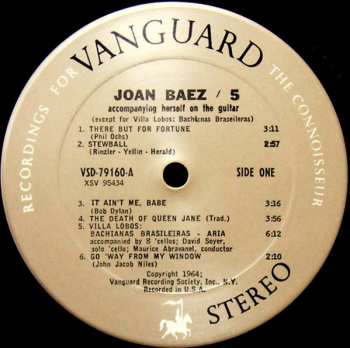 RECORDINGS FOR VANGUARD THE CONNOISSEUR
JOAN BAEZ / 5
accompanying herself on the guitar
(except for Villa Lobos: Bachianas Brasileiras)
1. THERE BUT FOR FORTUNE 3:11
(Phil Ochs)
2. STEWBALL 2:57
(Rinzler - Yellin - Herald)
VSD-79160-A SIDE ONE
XSV 95434
3. IT AIN'T ME, BABE 3:16
(Bob Dylan)
4. THE DEATH OF QUEEN JANE (Trad.) 3:56
5. VILLA LOBOS:
BACHIANAS BRASILEIRAS - ARIA 6:12
accompanied by 8 'cellos; David Soyer,
solo 'cello; Maurice Abravanel, conductor
6. GO 'WAY FROM MY WINDOW 2:10
(John Jacob Niles)
Copyright 1964;
Vanguard Recording Society, Inc., N.Y.
Recorded in U.S.A.
STEREO